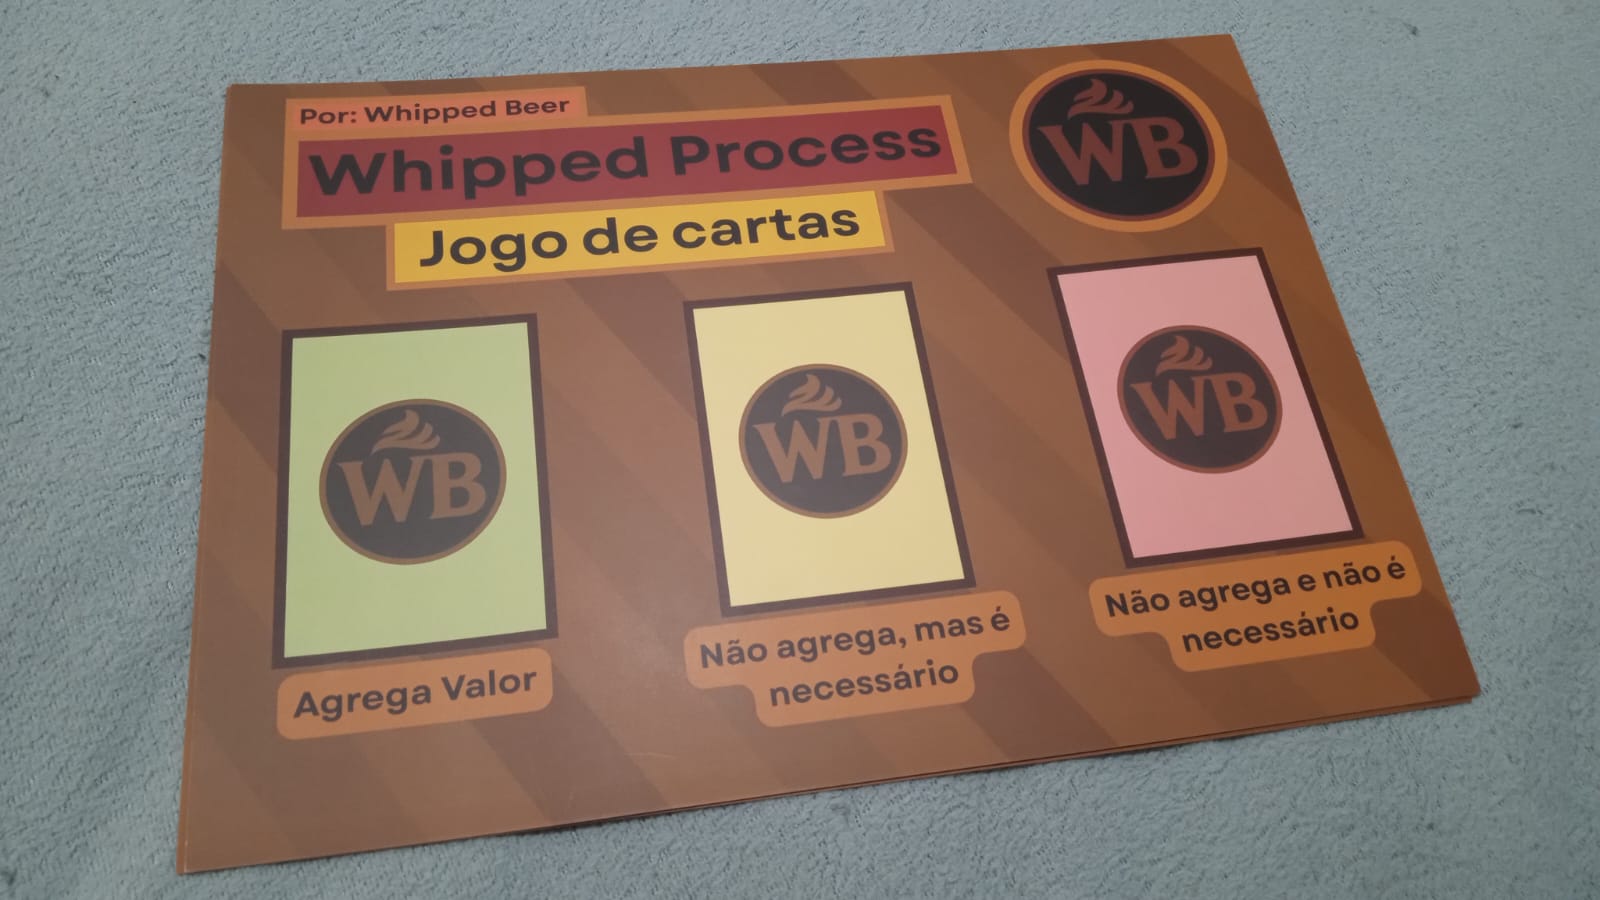 Por: Whipped Beer
Whipped Process
Jogo de cartas
WB
WB
WB
WB
Agrega Valor
Não agrega, mas é
necessário
Não agrega e não é
necessário